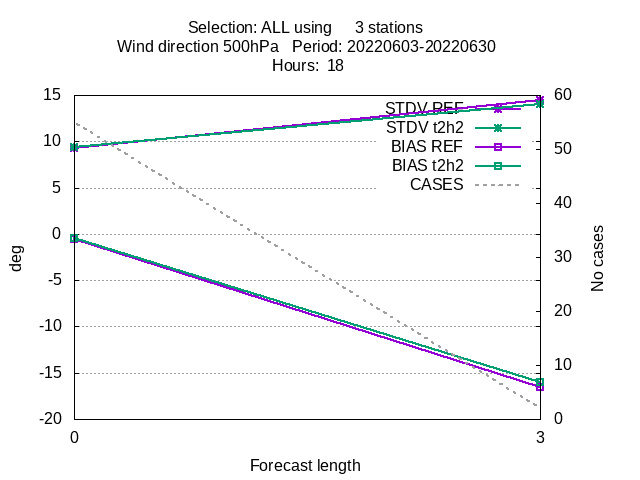 Selection: ALL using 3 stations
Wind direction 500hPa Period: 20220603-20220630
Hours: 18
15
10
5
0
-5
-10
-15
-20
60
50
40
30
20
10
0
STDV REF
STDV t2h2
BIAS REF
BIAS t2h2
CASES
deg
No cases
0
3
Forecast length